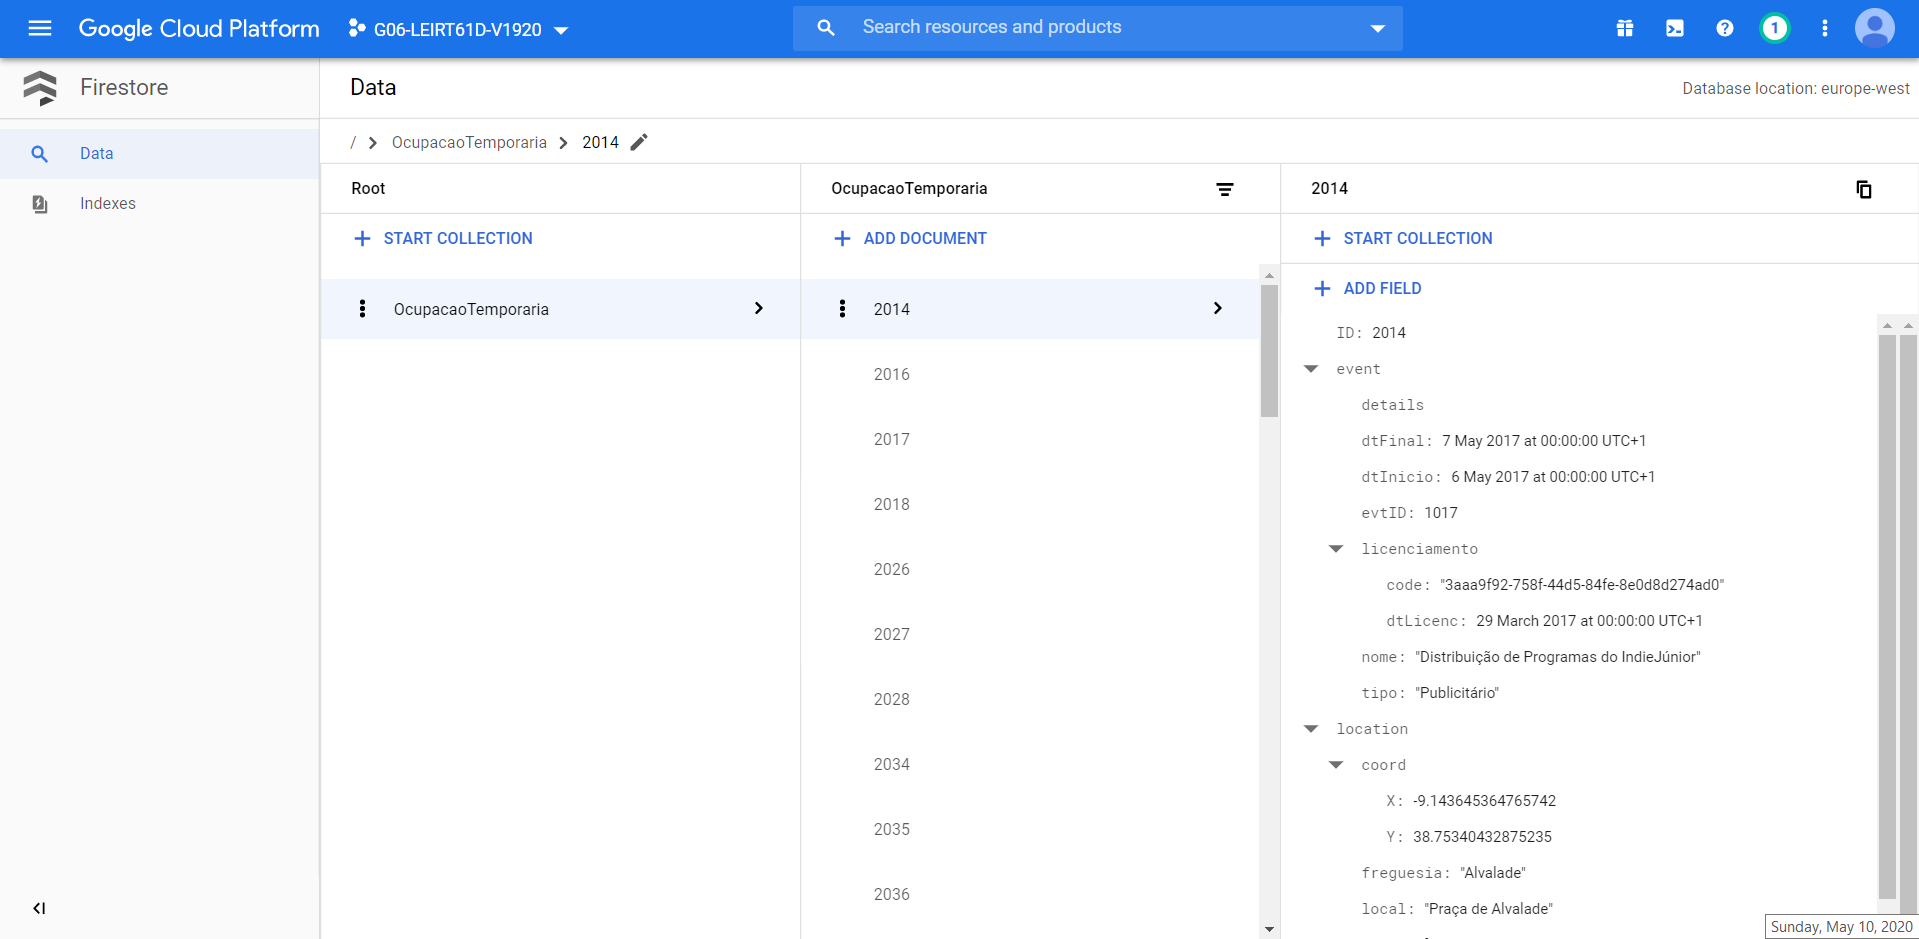 Google Cloud Platform
G06-LEIRT61D-V1920
Search resources and products
1
Firestore
Data
Database location: europe-west
Data
Indexes
/ > OcupacaoTemporaria > 2014
Root
OcupacaoTemporaria
2014
START COLLECTION
ADD DOCUMENT
START COLLECTION
ADD FIELD
OcupacaoTemporaria
2014
2016
2017
2018
2026
2027
2028
2034
2035
2036
ID: 2014
event
details
dtFinal: 7 May 2017 at 00:00:00 UTC+1
dtInicio: 6 May 2017 at 00:00:00 UTC+1
evtID: 1017
licenciamento
code: "3aaa9f92-758f-44d5-84fe-8e0d8d274ad0"
dtLicenc: 29 March 2017 at 00:00:00 UTC+1
nome: "Distribuição de Programas do IndieJúnior"
tipo: "Publicitário"
location
coord
X: -9.143645364765742
Y: 38.75340432875235
freguesia: "Alvalade"
local: "Praça de Alvalade"
Sunday, May 10, 2020